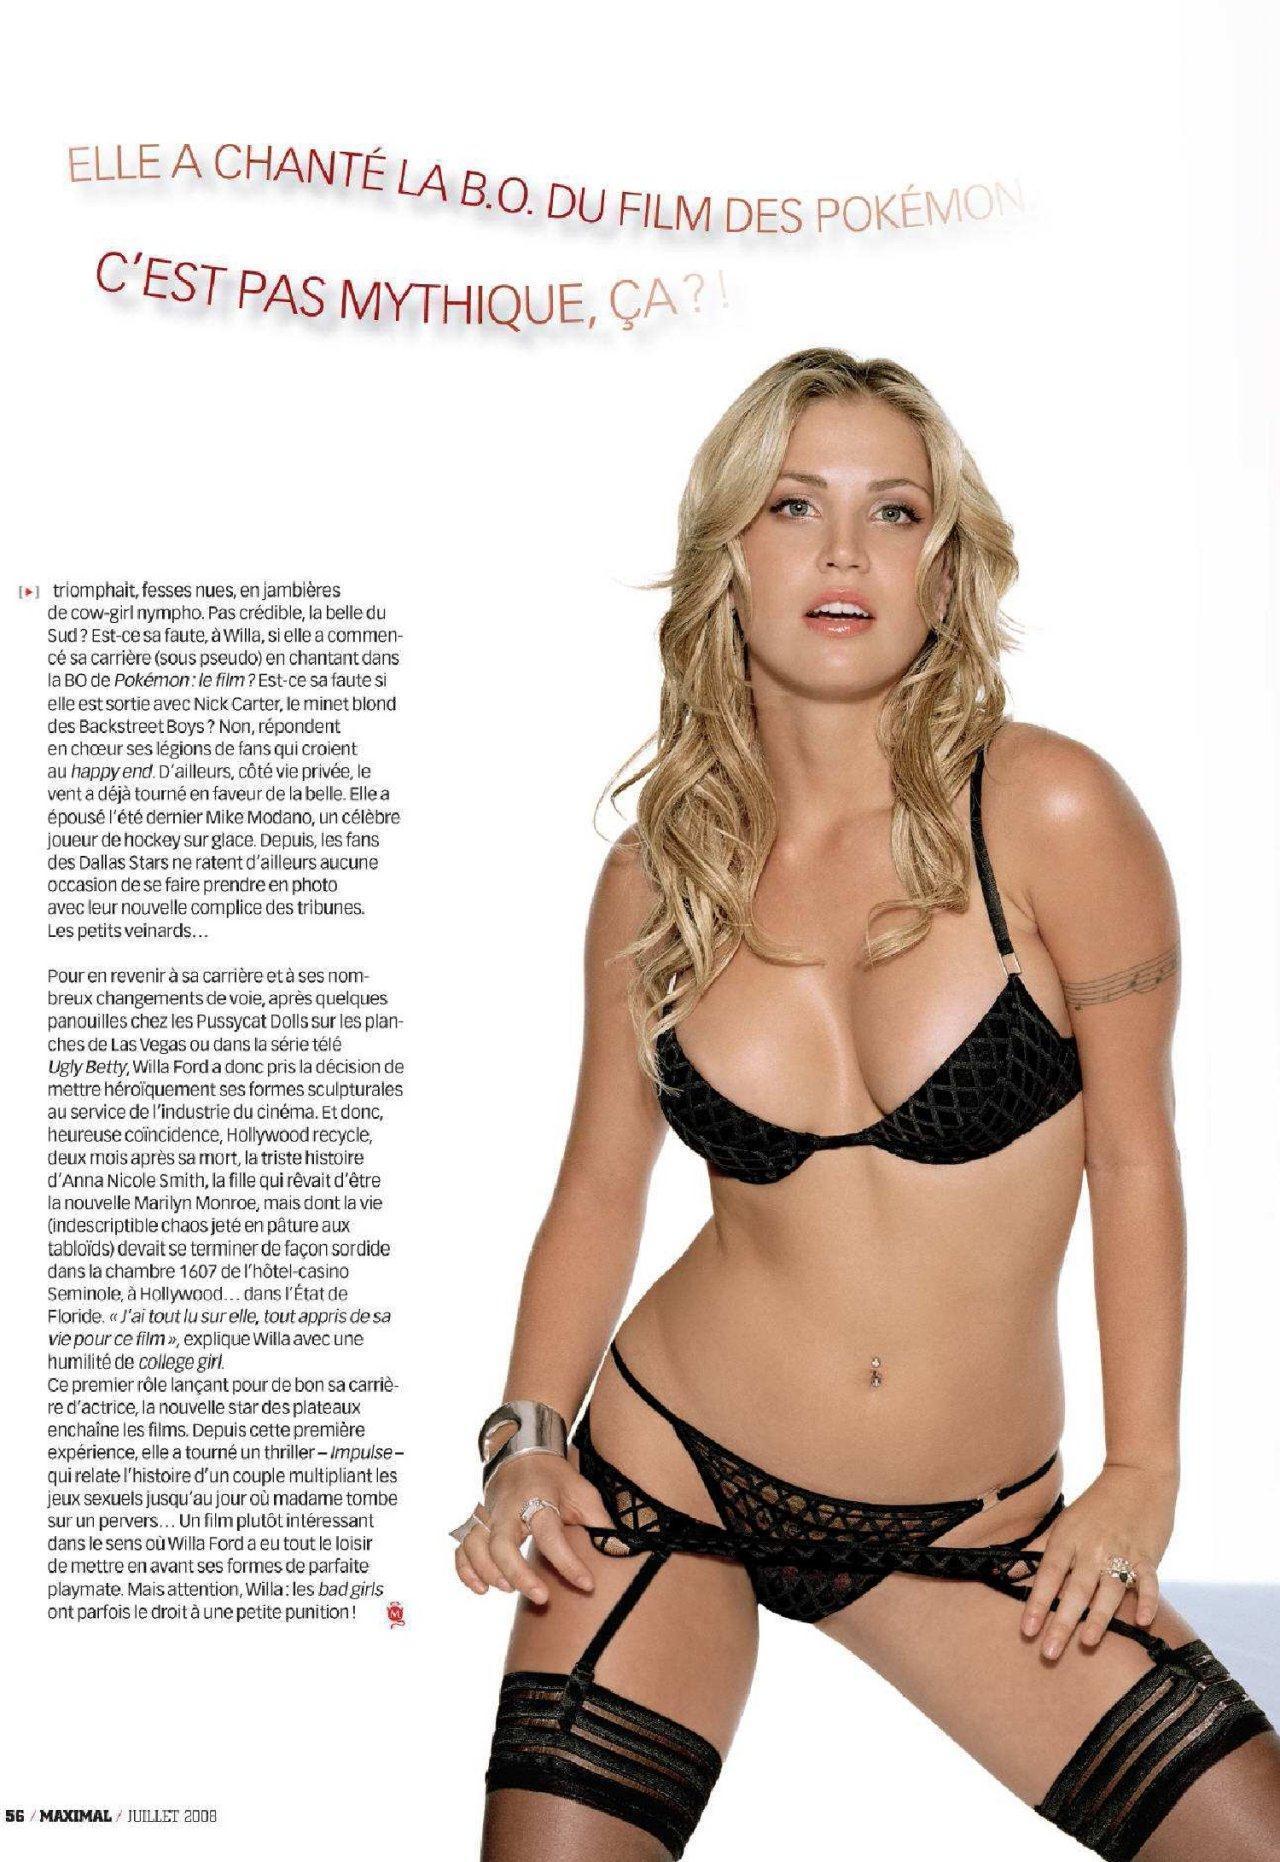 ELLE A CHANTÉ LA B.O. DU FILM DES POKÉMON.
C'EST PAS MYTHIQUE, ÇA ? !
[▶] triomphait, fesses nues, en jambières
de cow-girl nympho. Pas crédible, la belle du
Sud ? Est-ce sa faute, à Willa, si elle a commen-
cé sa carrière (sous pseudo) en chantant dans
la BO de Pokémon : le film ? Est-ce sa faute si
elle est sortie avec Nick Carter, le minet blond
des Backstreet Boys ? Non, répondent
en chœur ses légions de fans qui croient
au happy end. D'ailleurs, côté vie privée, le
vent a déjà tourné en faveur de la belle. Elle a
épousé l'été dernier Mike Modano, un célèbre
joueur de hockey sur glace. Depuis, les fans
des Dallas Stars ne ratent d'ailleurs aucune
occasion de se faire prendre en photo
avec leur nouvelle complice des tribunes.
Les petits veinards...
Pour en revenir à sa carrière et à ses nom-
breux changements de voie, après quelques
panouilles chez les Pussycat Dolls sur les plan-
ches de Las Vegas ou dans la série télé
Ugly Betty, Willa Ford a donc pris la décision de
mettre héroïquement ses formes sculpturales
au service de l'industrie du cinéma. Et donc,
heureuse coïncidence, Hollywood recycle,
deux mois après sa mort, la triste histoire
d'Anna Nicole Smith, la fille qui rêvait d'être
la nouvelle Marilyn Monroe, mais dont la vie
(indescriptible chaos jeté en pâture aux
tabloïds) devait se terminer de façon sordide
dans la chambre 1607 de l'hôtel-casino
Seminole, à Hollywood... dans l'État de
Floride. « J'ai tout lu sur elle, tout appris de sa
vie pour ce film », explique Willa avec une
humilité de college girl.
Ce premier rôle lançant pour de bon sa carriè-
re d'actrice, la nouvelle star des plateaux
enchaîne les films. Depuis cette première
expérience, elle a tourné un thriller – Impulse –
qui relate l'histoire d'un couple multipliant les
jeux sexuels jusqu'au jour où madame tombe
sur un pervers... Un film plutôt intéressant
dans le sens où Willa Ford a eu tout le loisir
de mettre en avant ses formes de parfaite
playmate. Mais attention, Willa : les bad girls
ont parfois le droit à une petite punition ! M
56 / MAXIMAL / JUILLET 2008